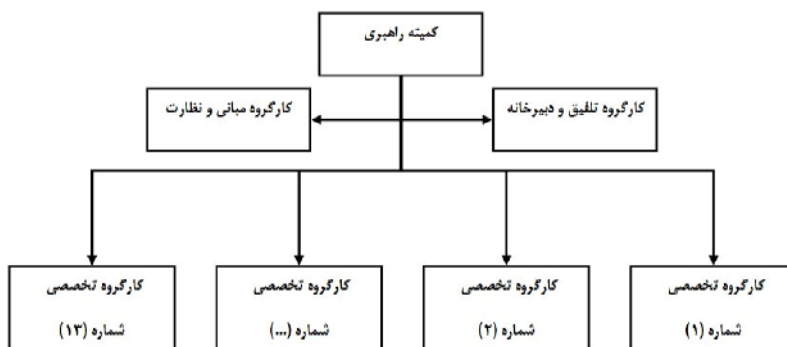 کمیته راهبری
کارگروه تلفیق و دبیرخانه
کارگروه مبانی و نظارت
کارگروه تخصصی
شماره (۱)
کارگروه تخصصی
شماره (۲)
کارگروه تخصصی
شماره (...)
کارگروه تخصصی
شماره (۱۳)